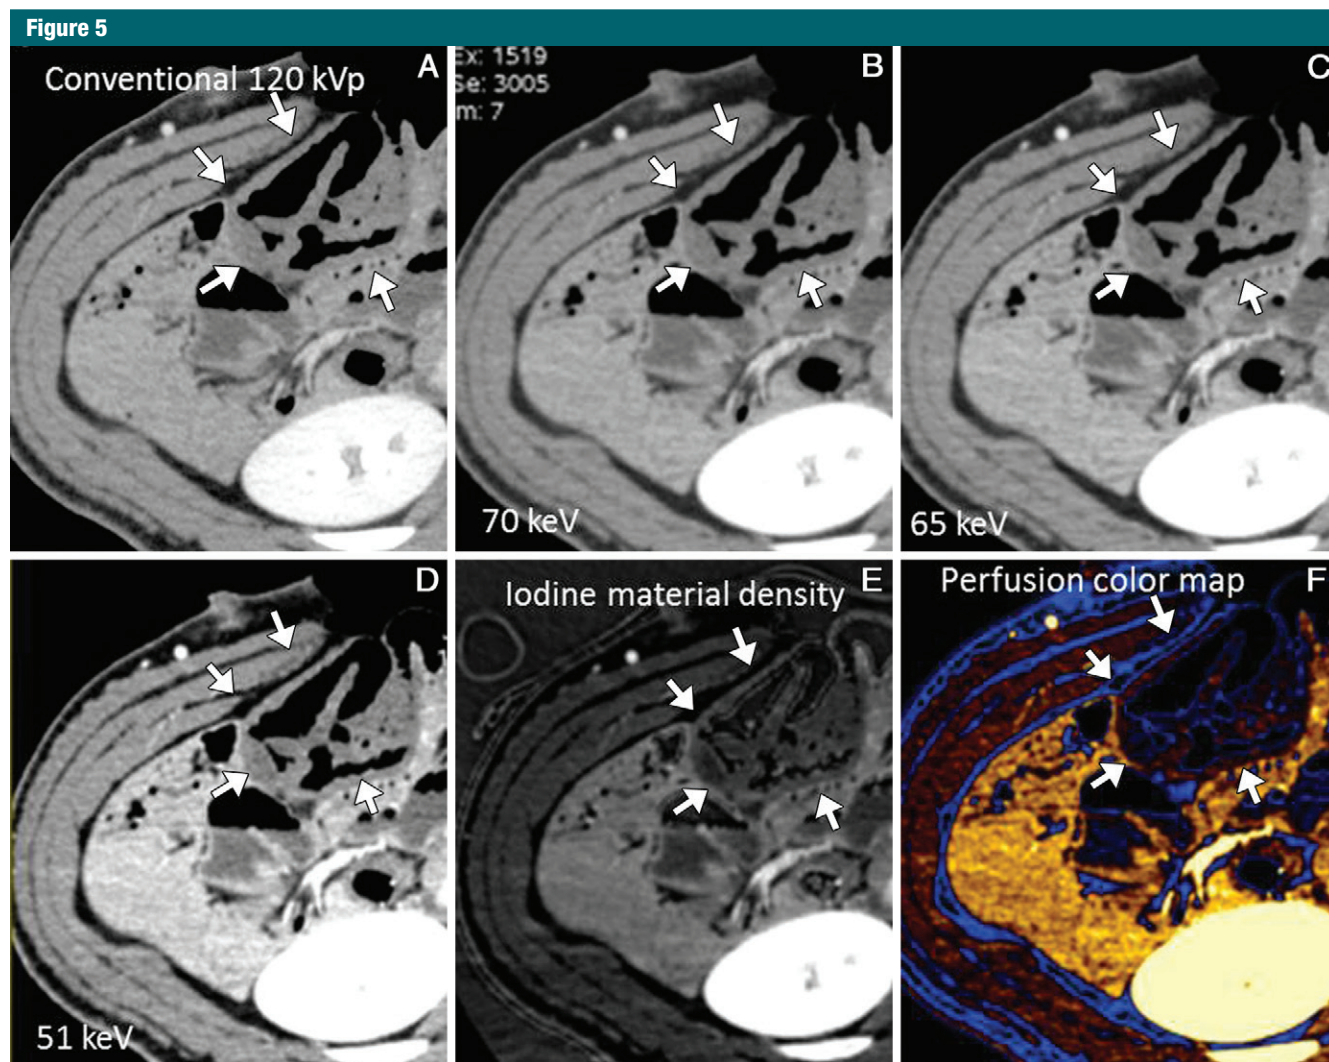 Figure 5
Conventional 120 kVp
A
Ex: 1519
Se: 3005
m: 7
B
70 keV
C
65 keV
D
51 keV
Iodine material density
E
Perfusion color map
F